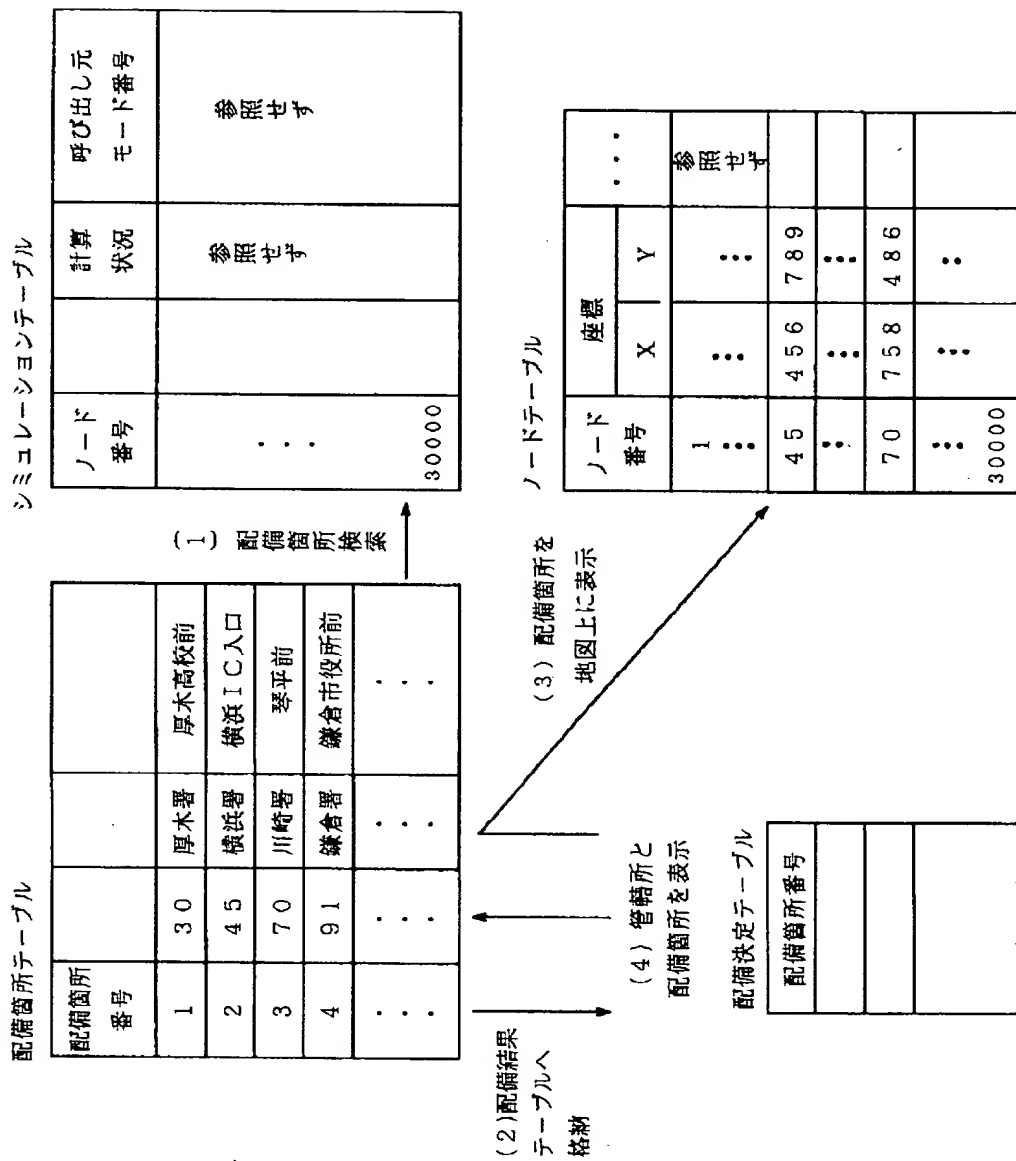 配備箇所テーブル
配備箇所
番号
1 30 厚木署 厚木高校前
2 45 横浜署 横浜IC入口
3 70 川崎署 琴平前
4 91 鎌倉署 鎌倉市役所前
... ... ... ...
(1) 配備箇所
検索
シミュレーションテーブル
ノード
番号
計算
状況
呼び出し元
モード番号
...
参照せず
参照せず
30000
(2)配備結果
テーブルへ
格納
(4) 管轄所と
配備箇所を表示
(3) 配備箇所を
地図上に表示
配備決定テーブル
配備箇所番号
ノードテーブル
ノード
番号
座標
X Y
...
1 ... ... 参照せず
...
45 456 789
... ... ...
70 758 486
... ... ...
30000